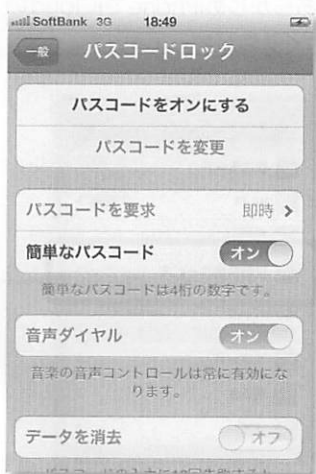 SoftBank 3G 18:49
一般 パスコードロック
パスコードをオンにする
パスコードを変更
パスコードを要求 即時 >
簡単なパスコード オン
簡単なパスコードは4桁の数字です。
音声ダイヤル オン
音楽の音声コントロールは常に有効にな
ります。
データを消去 オフ